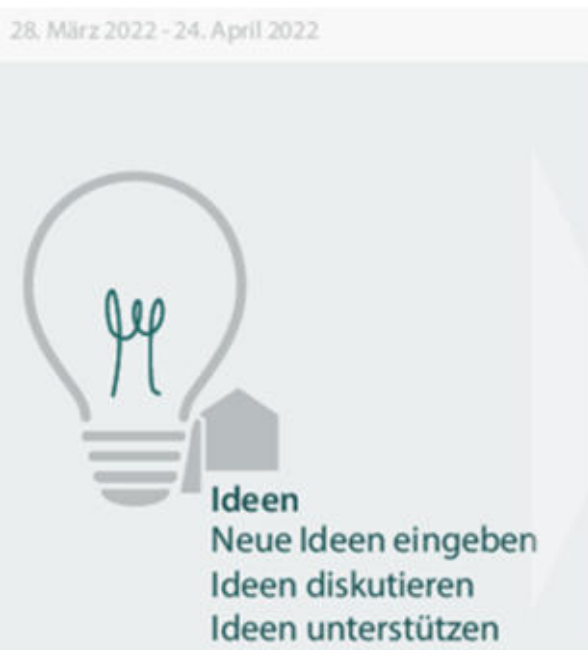 28. März 2022 - 24. April 2022
Ideen
Neue Ideen eingeben
Ideen diskutieren
Ideen unterstützen